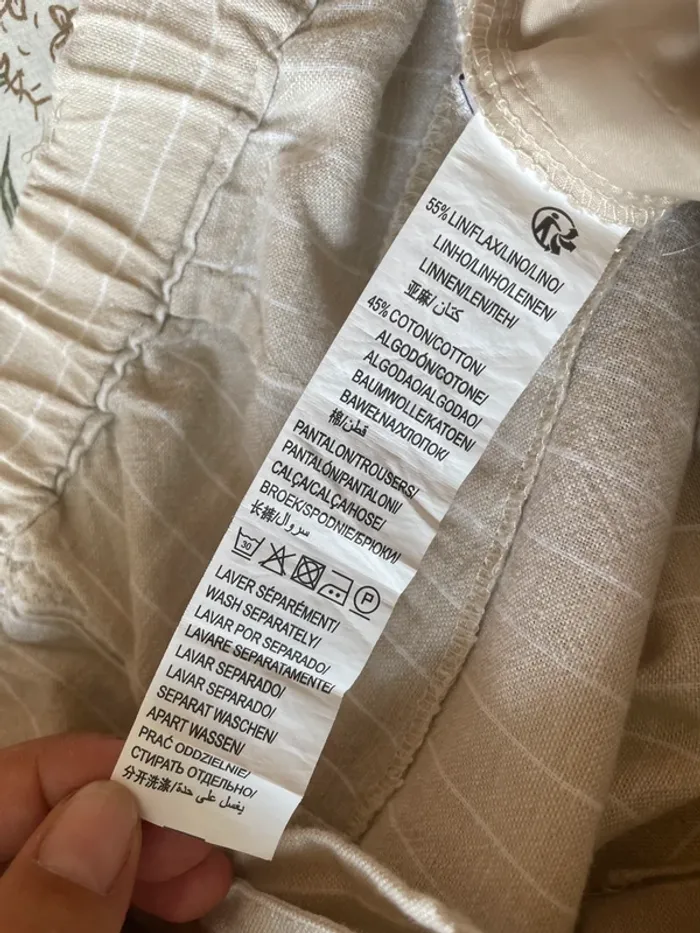 55% LIN/FLAX/LINO/LINO/
LINHO/LINHO/LEINEN/
LINNEN/LEN/ЛЕН/
亚麻/كتان/
45% COTON/COTTON/
ALGODÓN/COTONE/
ALGODAO/ALGODAO/
BAUMWOLLE/KATOEN/
BAWEŁNA/ХЛОПОК/
棉/قطن/
PANTALON/TROUSERS/
PANTALÓN/PANTALONI/
CALÇA/CALÇA/HOSE/
BROEK/SPODNIE/БРЮКИ/
长裤/سروال/
30 P
LAVER SÉPARÉMENT/
WASH SEPARATELY/
LAVAR POR SEPARADO/
LAVARE SEPARATAMENTE/
LAVAR SEPARADO/
LAVAR SEPARADO/
SEPARAT WASCHEN/
APART WASSEN/
PRAĆ ODDZIELNIE/
СТИРАТЬ ОТДЕЛЬНО/
分开洗涤/يغسل على حدة/